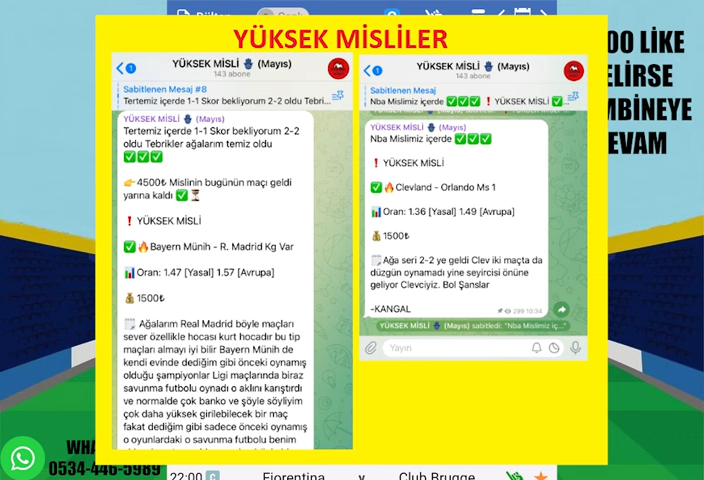 YÜKSEK MİSLİLER
1
YÜKSEK MİSLİ (Mayıs)
143 abone
Sabitlenen Mesaj #8
Tertemiz içerde 1-1 Skor bekliyorum 2-2 oldu Tebri...
YÜKSEK MİSLİ (Mayıs)
Tertemiz içerde 1-1 Skor bekliyorum 2-2
oldu Tebrikler ağalarım temiz oldu
✅✅✅
👉4500₺ Mislinin bugünün maçı geldi
yarına kaldı ✅⏳
❗ YÜKSEK MİSLİ
✅🔥Bayern Münih - R. Madrid Kg Var
📊Oran: 1.47 [Yasal] 1.57 [Avrupa]
💰1500₺
🗒 Ağalarım Real Madrid böyle maçları
sever özellikle hocası kurt hocadır bu tip
maçları almayı iyi bilir Bayern Münih de
kendi evinde dediğim gibi önceki oynamış
olduğu şampiyonlar Ligi maçlarında biraz
savunma futbolu oynadı o aklını karıştırdı
ve normalde çok banko ve şöyle söyliyim
çok daha yüksek girilebilecek bir maç
fakat dediğim gibi sadece önceki oynamış
o oyunlardaki o savunma futbolu benim
1
YÜKSEK MİSLİ (Mayıs)
143 abone
Sabitlenen Mesaj
Nba Mislimiz içerde ✅✅✅ ❗ YÜKSEK MİSLİ ✅...
YÜKSEK MİSLİ (Mayıs)
Nba Mislimiz içerde ✅✅✅
❗ YÜKSEK MİSLİ
✅🔥Clevland - Orlando Ms 1
📊Oran: 1.36 [Yasal] 1.49 [Avrupa]
💰1500₺
🗒 Ağa seri 2-2 ye geldi Clev iki maçta da
düzgün oynamadı yine seyircisi önüne
geliyor Clevciyiz. Bol Şanslar
-KANGAL
299 10:34
YÜKSEK MİSLİ (Mayıs) sabitledi: "Nba Mislimiz iç..."
Yayın
00 LİKE
ELİRSE
MBİNEYE
EVAM
WHA
0534-446-5989
22:00 Fiorentina v Club Brugge